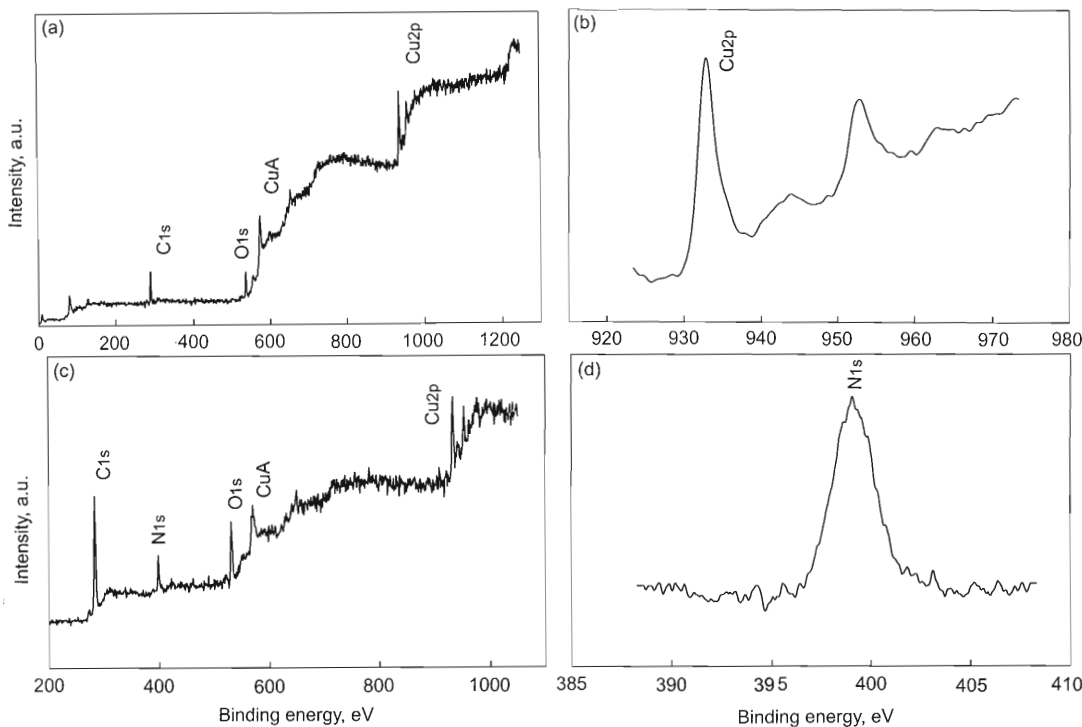 (a)
Cu2p
CuA
C1s
O1s
Intensity, a.u.
0 200 400 600 800 1000 1200
(b)
Cu2p
920 930 940 950 960 973 980
(c)
C1s
N1s
O1s
CuA
Cu2p
Intensity, a.u.
200 400 600 800 1000
Binding energy, eV
(d)
N1s
385 390 395 400 405 410
Binding energy, eV